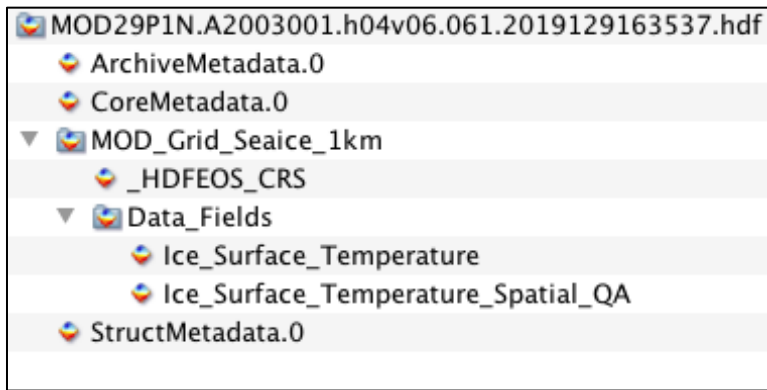 MOD29P1N.A2003001.h04v06.061.2019129163537.hdf
ArchiveMetadata.0
CoreMetadata.0
MOD_Grid_Seaice_1km
_HDFEOS_CRS
Data_Fields
Ice_Surface_Temperature
Ice_Surface_Temperature_Spatial_QA
StructMetadata.0